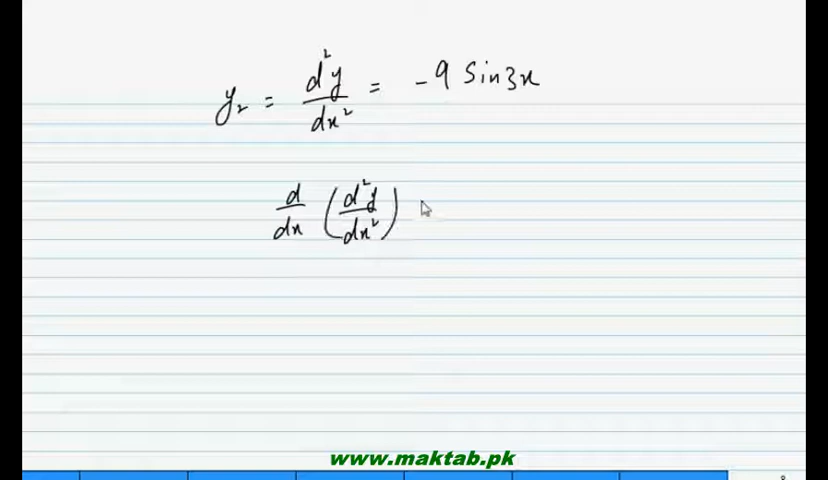 y₂ = d²y/dx² = -9 Sin3x
d/dx (d²y/dx²)
www.maktab.pk